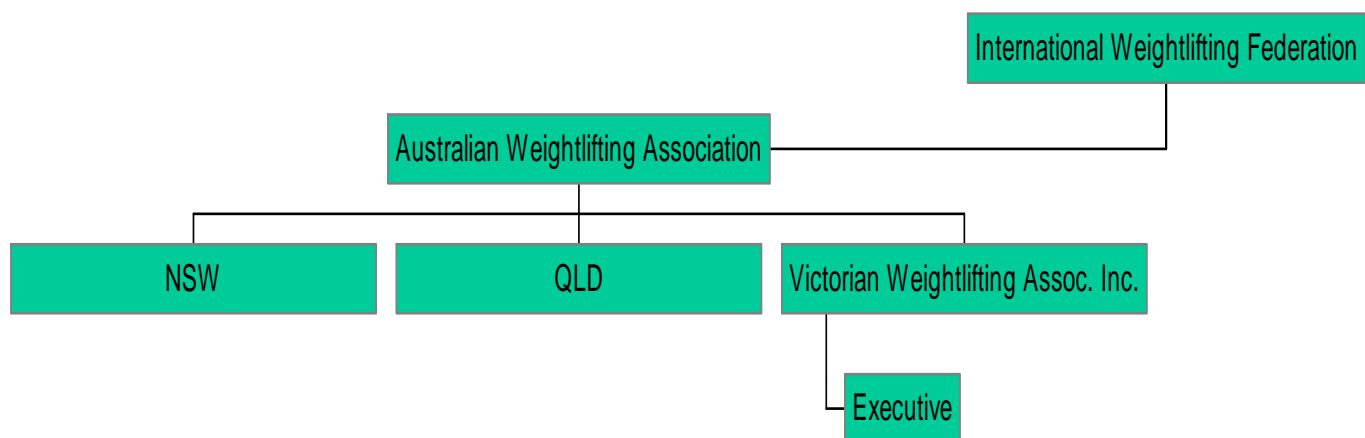 International Weightlifting Federation
Australian Weightlifting Association
NSW
QLD
Victorian Weightlifting Assoc. Inc.
Executive